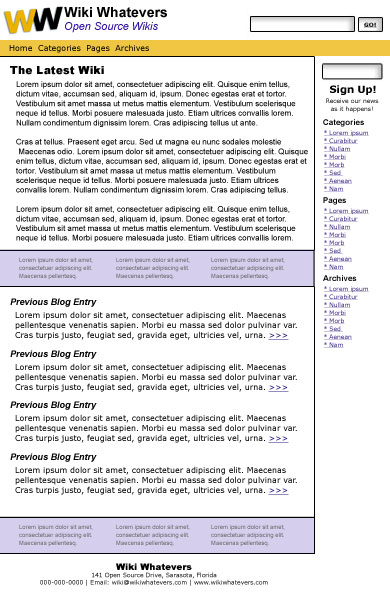 WW Wiki Whatevers
Open Source Wikis
GO!
Home Categories Pages Archives
The Latest Wiki
Lorem ipsum dolor sit amet, consectetuer adipiscing elit. Quisque enim tellus,
dictum vitae, accumsan sed, aliquam id, ipsum. Donec egestas erat et tortor.
Vestibulum sit amet massa ut metus mattis elementum. Vestibulum scelerisque
neque id tellus. Morbi posuere malesuada justo. Etiam ultrices convallis lorem.
Nullam condimentum dignissim lorem. Cras adipiscing tellus ut ante.
Cras at tellus. Praesent eget arcu. Sed ut magna eu nunc sodales molestie
Maecenas odio. Lorem ipsum dolor sit amet, consectetuer adipiscing elit. Quisque
enim tellus, dictum vitae, accumsan sed, aliquam id, ipsum. Donec egestas erat et
tortor. Vestibulum sit amet massa ut metus mattis elementum. Vestibulum
scelerisque neque id tellus. Morbi posuere malesuada justo. Etiam ultrices
convallis lorem. Nullam condimentum dignissim lorem. Cras adipiscing tellus.
Lorem ipsum dolor sit amet, consectetuer adipiscing elit. Quisque enim tellus,
dictum vitae, accumsan sed, aliquam id, ipsum. Donec egestas erat et tortor.
Vestibulum sit amet massa ut metus mattis elementum. Vestibulum scelerisque
neque id tellus. Morbi posuere malesuada justo. Etiam ultrices convallis lorem.
Lorem ipsum dolor sit amet,
consectetuer adipiscing elit.
Maecenas pellentesq.
Lorem ipsum dolor sit amet,
consectetuer adipiscing elit.
Maecenas pellentesq.
Lorem ipsum dolor sit amet,
consectetuer adipiscing elit.
Maecenas pellentesq.
Previous Blog Entry
Lorem ipsum dolor sit amet, consectetuer adipiscing elit. Maecenas
pellentesque venenatis sapien. Morbi eu massa sed dolor pulvinar var.
Cras turpis justo, feugiat sed, gravida eget, ultricies vel, urna. >>>
Previous Blog Entry
Lorem ipsum dolor sit amet, consectetuer adipiscing elit. Maecenas
pellentesque venenatis sapien. Morbi eu massa sed dolor pulvinar var.
Cras turpis justo, feugiat sed, gravida eget, ultricies vel, urna. >>>
Previous Blog Entry
Lorem ipsum dolor sit amet, consectetuer adipiscing elit. Maecenas
pellentesque venenatis sapien. Morbi eu massa sed dolor pulvinar var.
Cras turpis justo, feugiat sed, gravida eget, ultricies vel, urna. >>>
Previous Blog Entry
Lorem ipsum dolor sit amet, consectetuer adipiscing elit. Maecenas
pellentesque venenatis sapien. Morbi eu massa sed dolor pulvinar var.
Cras turpis justo, feugiat sed, gravida eget, ultricies vel, urna. >>>
Lorem ipsum dolor sit amet,
consectetuer adipiscing elit.
Maecenas pellentesq.
Lorem ipsum dolor sit amet,
consectetuer adipiscing elit.
Maecenas pellentesq.
Lorem ipsum dolor sit amet,
consectetuer adipiscing elit.
Maecenas pellentesq.
Sign Up!
Receive our news
as it happens!
Categories
* Lorem ipsum
* Curabitur
* Nullam
* Morbi
* Morb
* Sed
* Aenean
* Nam
Pages
* Lorem ipsum
* Curabitur
* Nullam
* Morbi
* Morb
* Sed
* Aenean
* Nam
Archives
* Lorem ipsum
* Curabitur
* Nullam
* Morbi
* Morb
* Sed
* Aenean
* Nam
Wiki Whatevers
141 Open Source Drive, Sarasota, Florida
000-000-0000 | Email: wiki@wikiwhatevers.com | www.wikiwhatevers.com